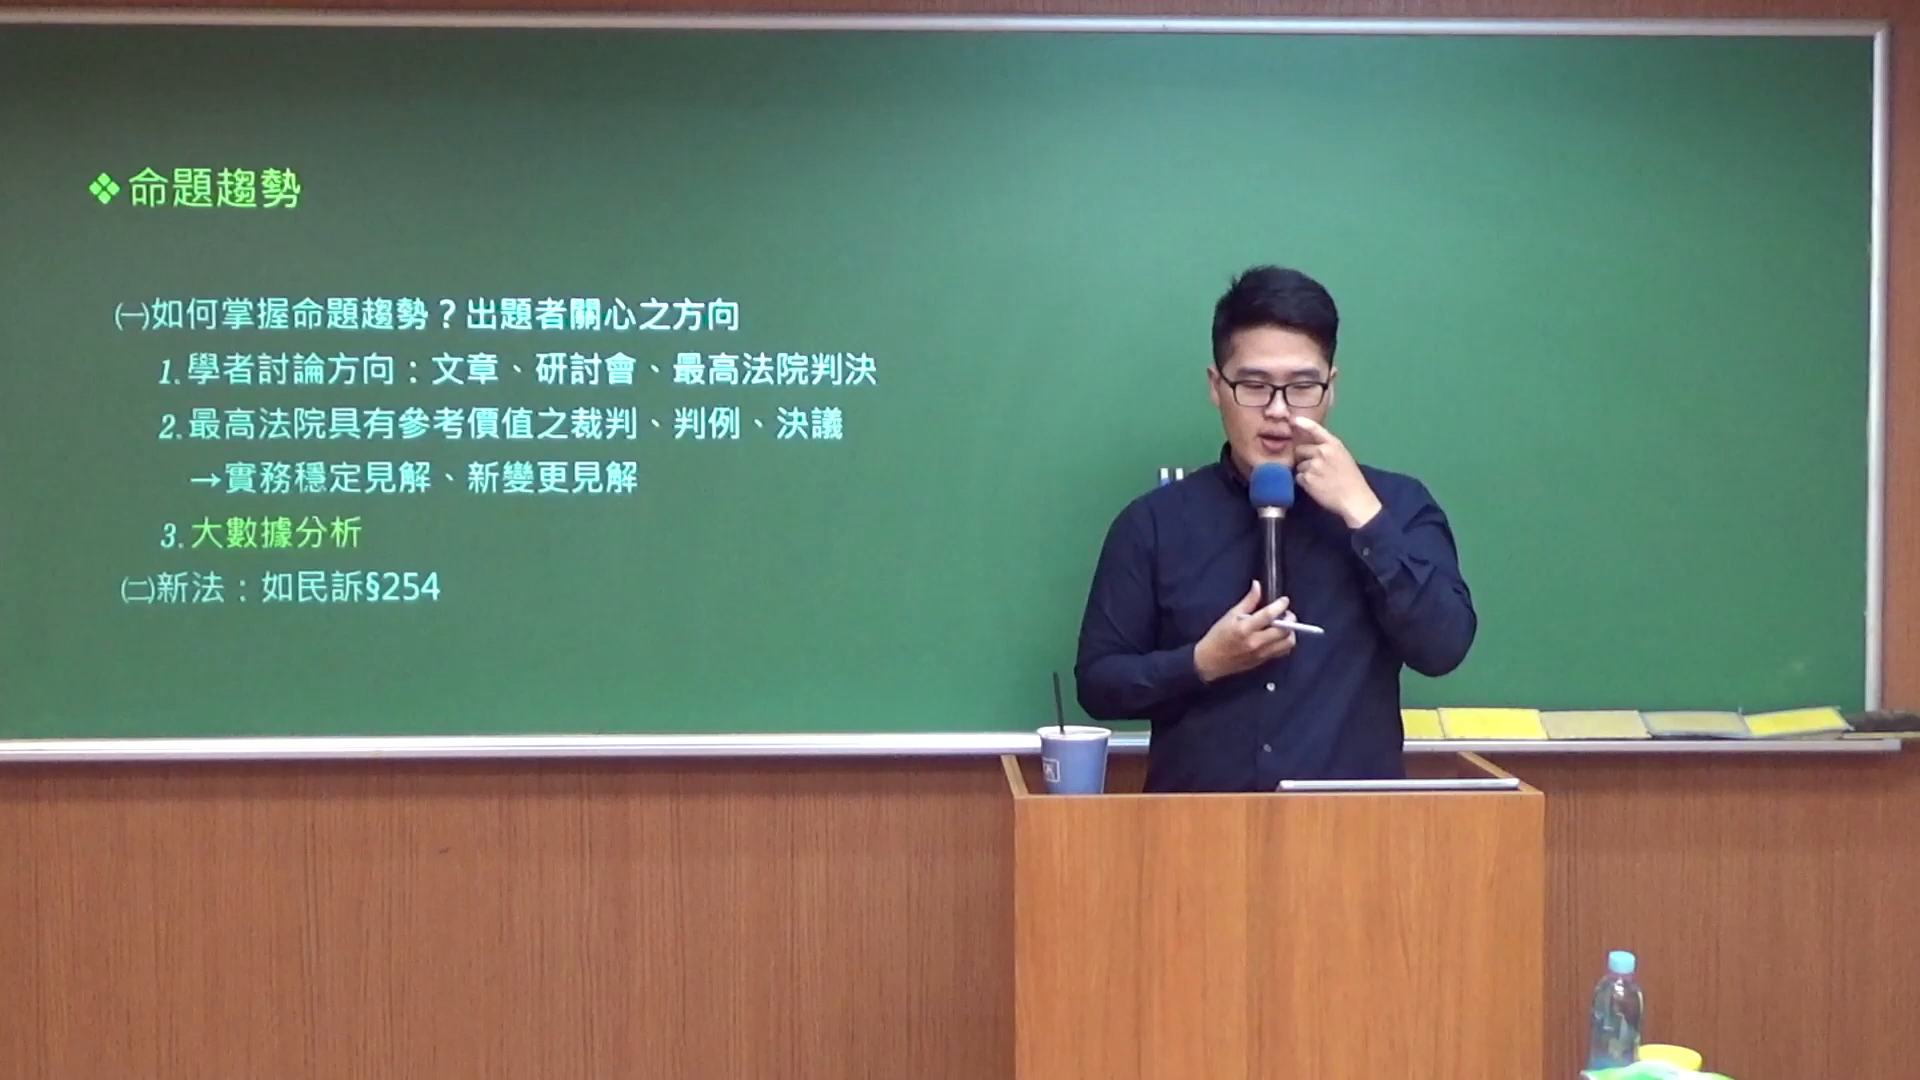 ❖命題趨勢
㈠如何掌握命題趨勢？出題者關心之方向
1.學者討論方向：文章、研討會、最高法院判決
2.最高法院具有參考價值之裁判、判例、決議
→實務穩定見解、新變更見解
3.大數據分析
㈡新法：如民訴§254